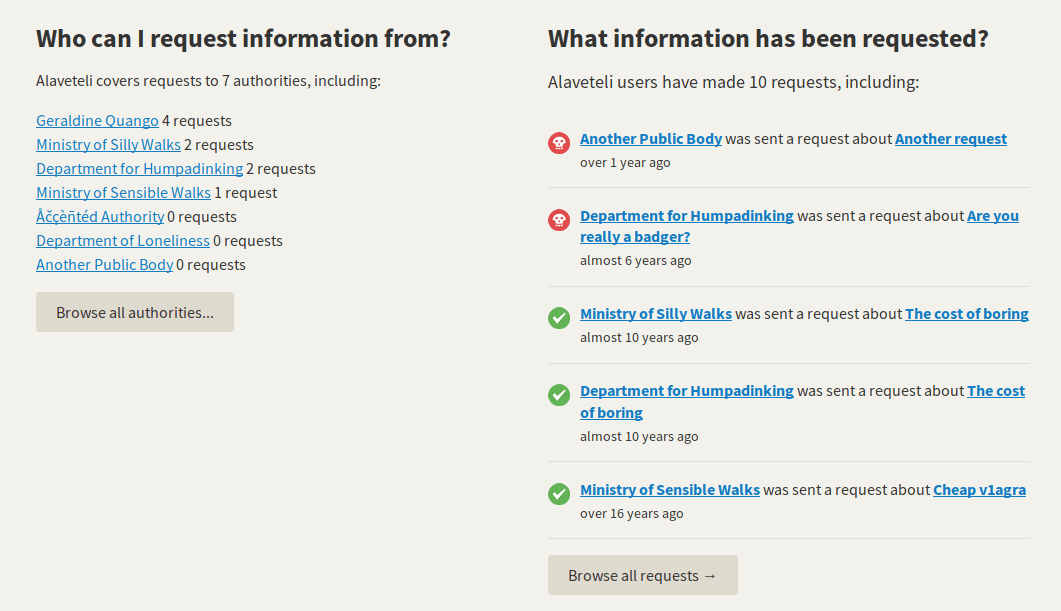 Who can I request information from?
Alaveteli covers requests to 7 authorities, including:
Geraldine Quango 4 requests
Ministry of Silly Walks 2 requests
Department for Humpadinking 2 requests
Ministry of Sensible Walks 1 request
Åčçèñtéd Authority 0 requests
Department of Loneliness 0 requests
Another Public Body 0 requests
Browse all authorities...
What information has been requested?
Alaveteli users have made 10 requests, including:
Another Public Body was sent a request about Another request
over 1 year ago
Department for Humpadinking was sent a request about Are you
really a badger?
almost 6 years ago
Ministry of Silly Walks was sent a request about The cost of boring
almost 10 years ago
Department for Humpadinking was sent a request about The cost
of boring
almost 10 years ago
Ministry of Sensible Walks was sent a request about Cheap v1agra
over 16 years ago
Browse all requests →